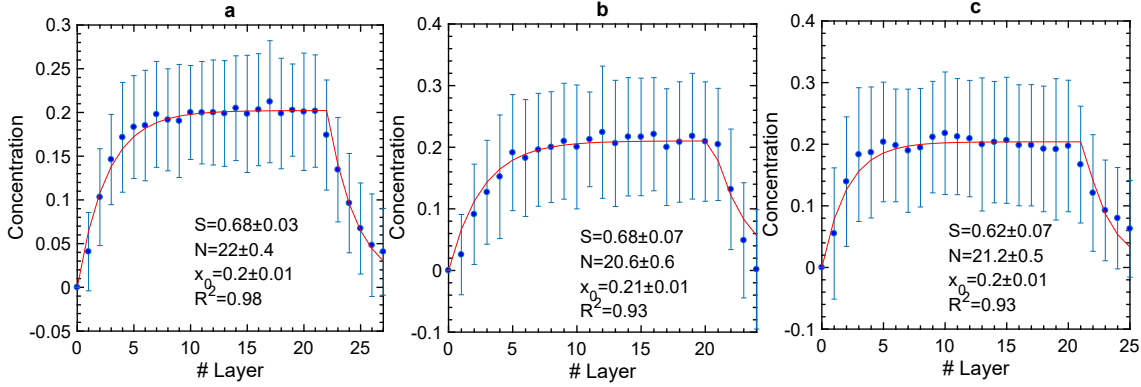 a
0.3
0.25
0.2
0.15
0.1
0.05
0
-0.05
Concentration
S=0.68±0.03
N=22±0.4
x0=0.2±0.01
R2=0.98
0 5 10 15 20 25
# Layer
b
0.4
0.3
0.2
0.1
0
-0.1
Concentration
S=0.68±0.07
N=20.6±0.6
x0=0.21±0.01
R2=0.93
0 5 10 15 20
# Layer
c
0.4
0.3
0.2
0.1
0
-0.1
Concentration
S=0.62±0.07
N=21.2±0.5
x0=0.2±0.01
R2=0.93
0 5 10 15 20 25
# Layer